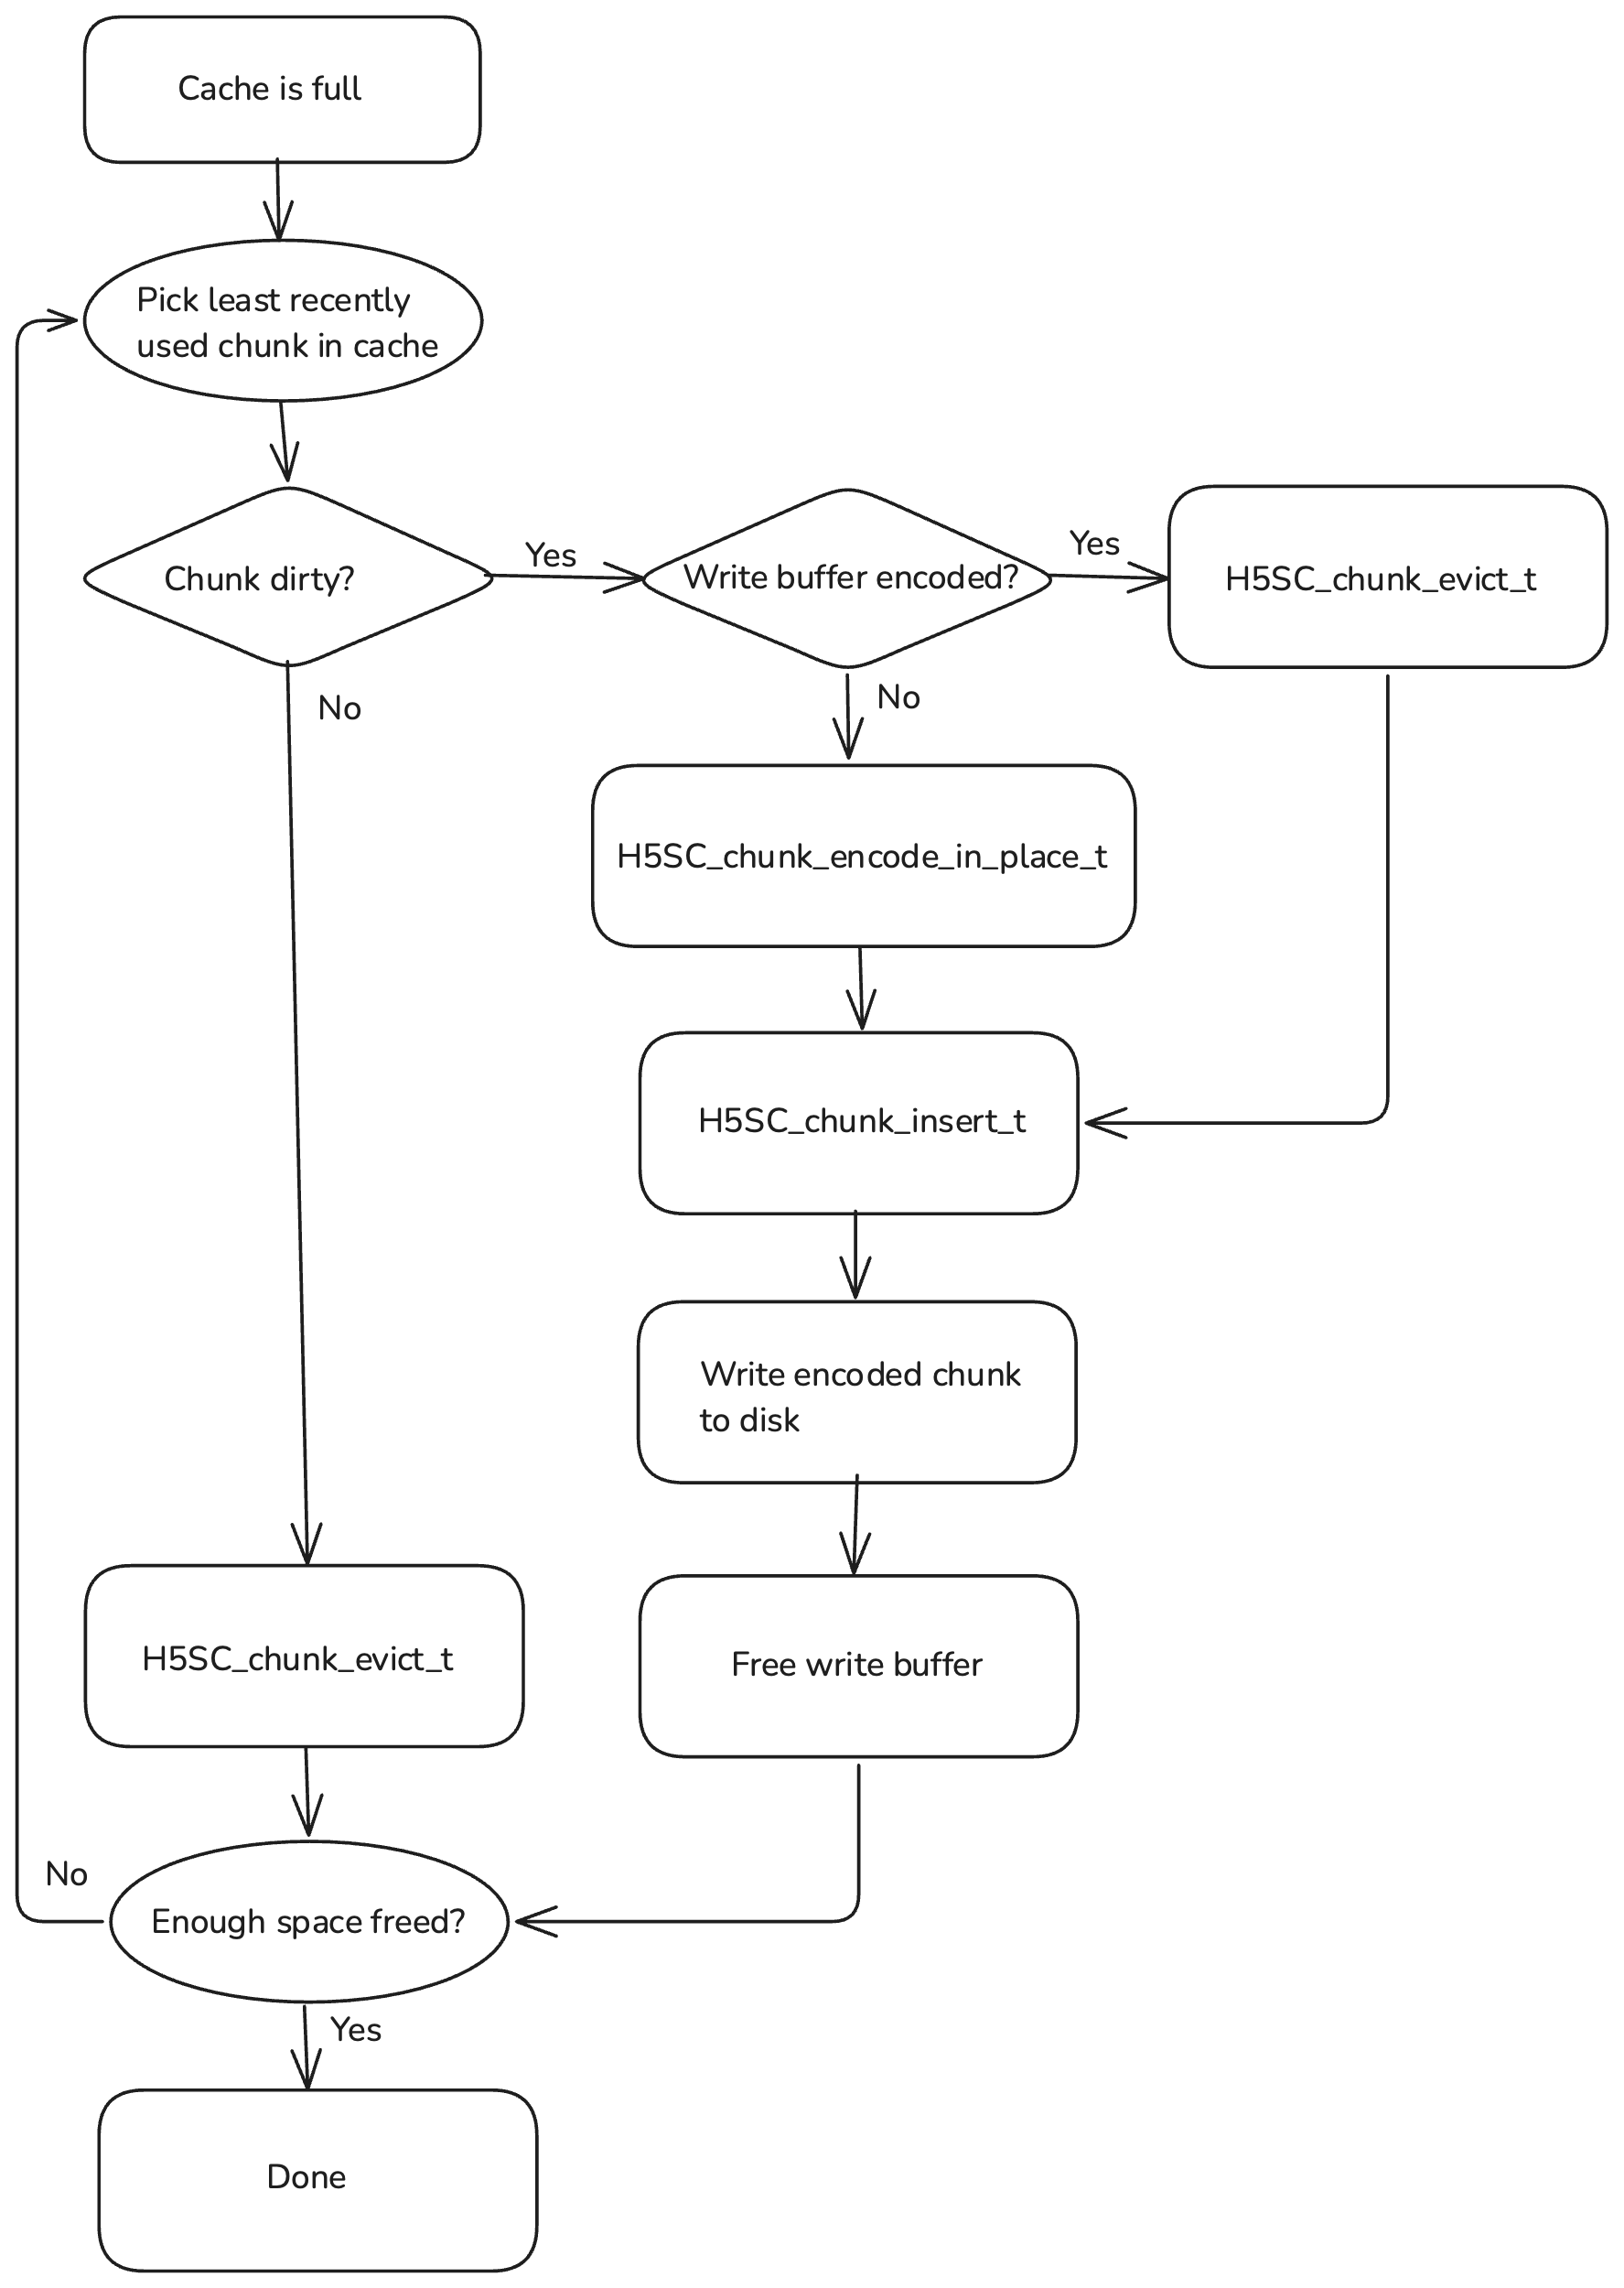 Cache is full
Pick least recently
used chunk in cache
Chunk dirty?
Yes
Write buffer encoded?
Yes
H5SC_chunk_evict_t
No
No
H5SC_chunk_encode_in_place_t
H5SC_chunk_insert_t
Write encoded chunk
to disk
H5SC_chunk_evict_t
Free write buffer
No
Enough space freed?
Yes
Done